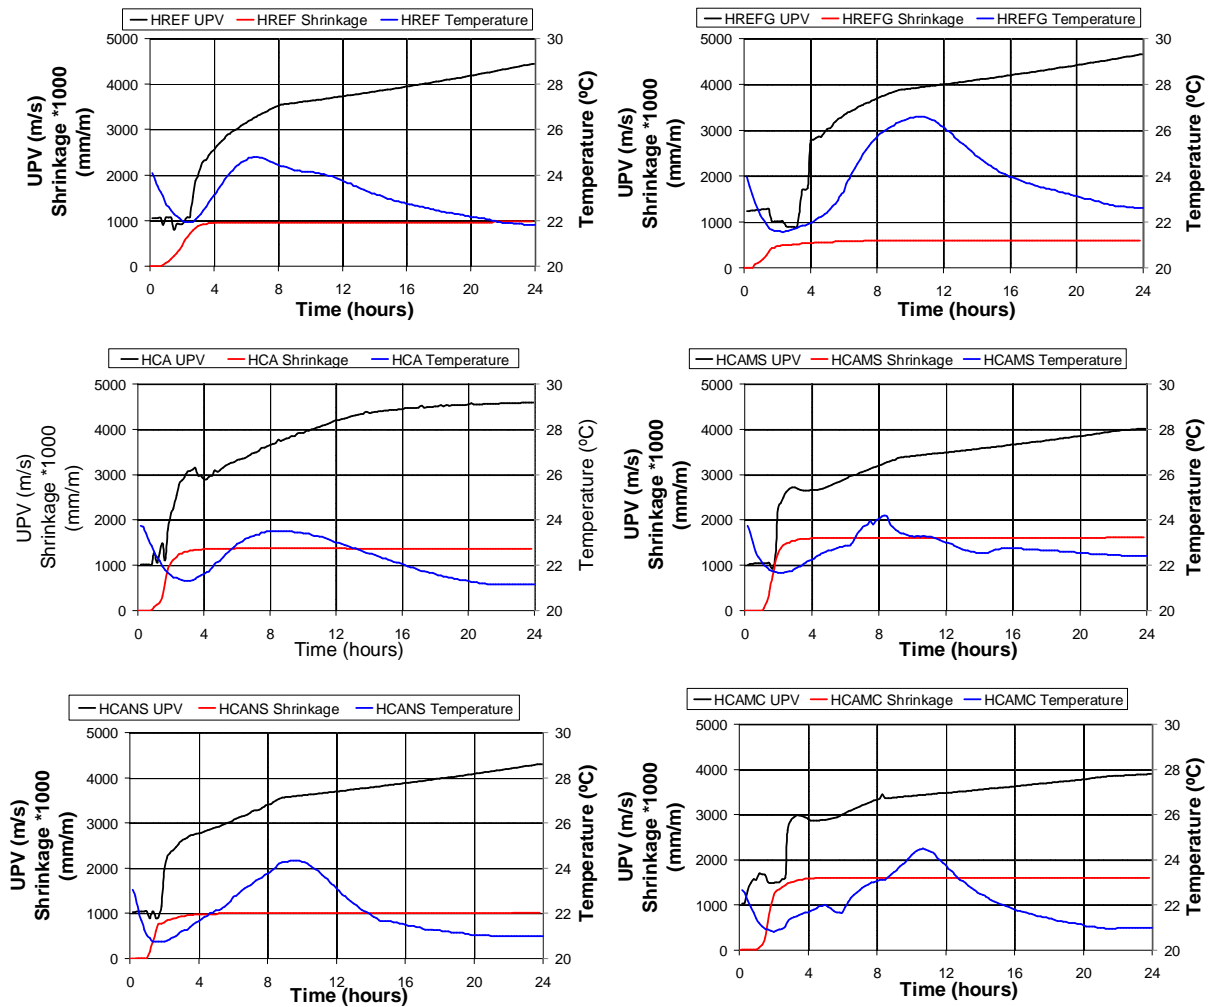 HREF UPV HREF Shrinkage HREF Temperature
UPV (m/s)
Shrinkage *1000
(mm/m)
5000
4000
3000
2000
1000
0
30
28
26
24
22
20
Temperature (ºC)
0 4 8 12 16 20 24
Time (hours)
HREFG UPV HREFG Shrinkage HREFG Temperature
UPV (m/s)
Shrinkage *1000
(mm/m)
5000
4000
3000
2000
1000
0
30
28
26
24
22
20
Temperature (ºC)
0 4 8 12 16 20 24
Time (hours)
HCA UPV HCA Shrinkage HCA Temperature
UPV (m/s)
Shrinkage *1000
(mm/m)
5000
4000
3000
2000
1000
0
30
28
26
24
22
20
Temperature (ºC)
0 4 8 12 16 20 24
Time (hours)
HCAMS UPV HCAMS Shrinkage HCAMS Temperature
UPV (m/s)
Shrinkage *1000
(mm/m)
5000
4000
3000
2000
1000
0
30
28
26
24
22
20
Temperature (ºC)
0 4 8 12 16 20 24
Time (hours)
HCANS UPV HCANS Shrinkage HCANS Temperature
UPV (m/s)
Shrinkage *1000
(mm/m)
5000
4000
3000
2000
1000
0
30
28
26
24
22
20
Temperature (ºC)
0 4 8 12 16 20 24
Time (hours)
HCAMC UPV HCAMC Shrinkage HCAMC Temperature
UPV (m/s)
Shrinkage *1000
(mm/m)
5000
4000
3000
2000
1000
0
30
28
26
24
22
20
Temperature (ºC)
0 4 8 12 16 20 24
Time (hours)